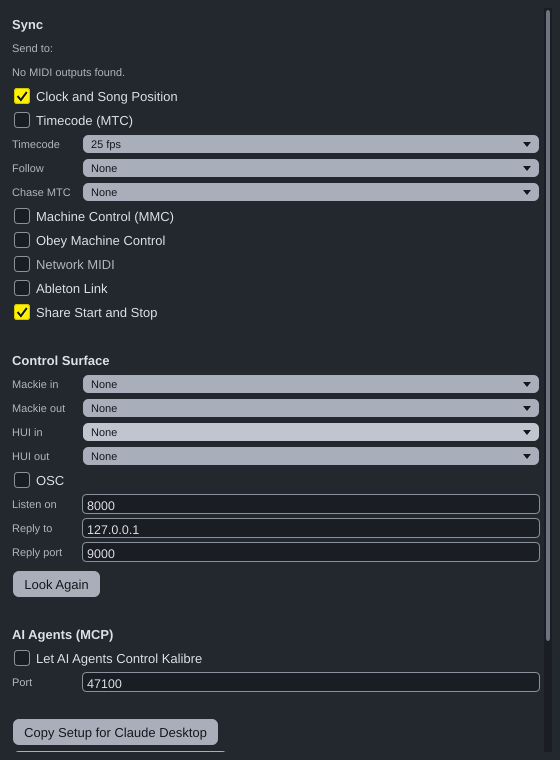 Sync
Send to:
No MIDI outputs found.
Clock and Song Position
Timecode (MTC)
Timecode 25 fps
Follow None
Chase MTC None
Machine Control (MMC)
Obey Machine Control
Network MIDI
Ableton Link
Share Start and Stop
Control Surface
Mackie in None
Mackie out None
HUI in None
HUI out None
OSC
Listen on 8000
Reply to 127.0.0.1
Reply port 9000
Look Again
AI Agents (MCP)
Let AI Agents Control Kalibre
Port 47100
Copy Setup for Claude Desktop